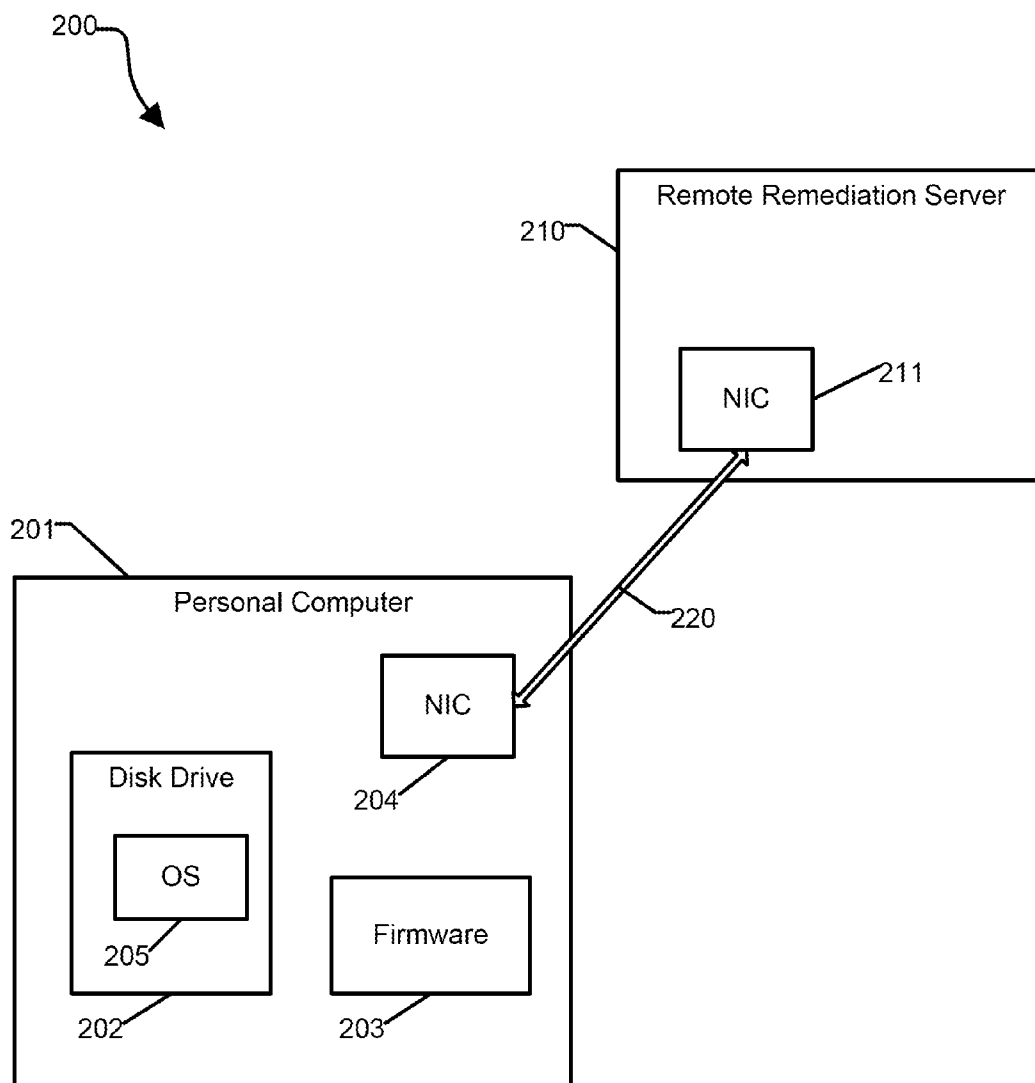 200
Remote Remediation Server
210
NIC
211
201
Personal Computer
220
NIC
204
Disk Drive
OS
205
202
Firmware
203